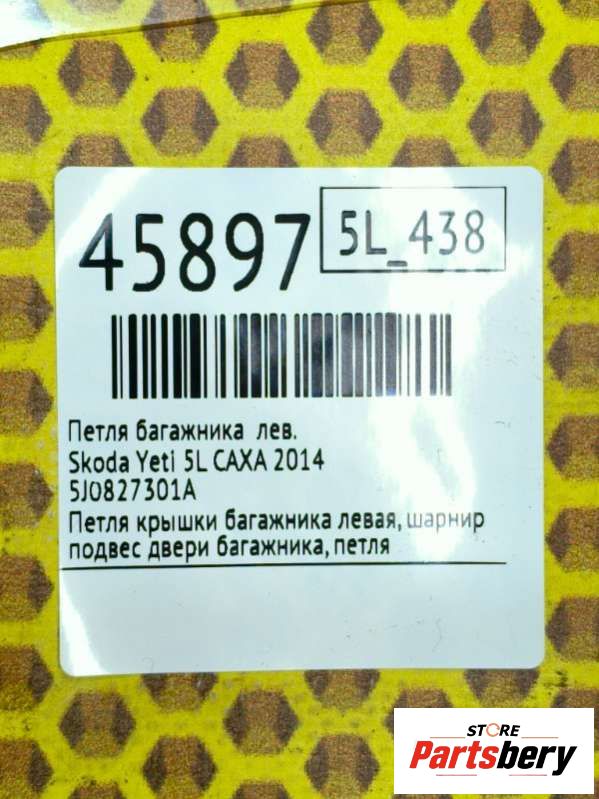 45897
5L_438
Петля багажника лев.
Skoda Yeti 5L CAXA 2014
5J0827301A
Петля крышки багажника левая, шарнир
подвес двери багажника, петля
STORE
Partsbery